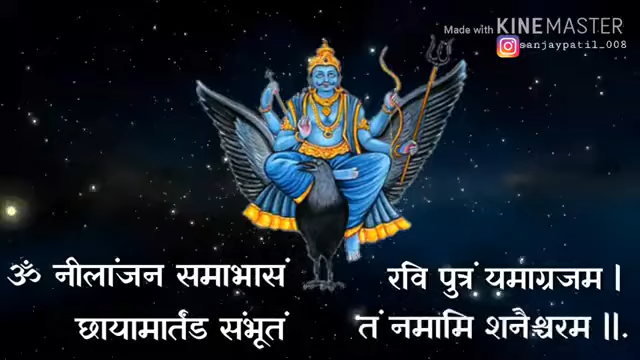 Made with KINEMASTER
sanjaypatil_008
ॐ नीलांजन समाभासं
रवि पुत्रं यमाग्रजम ।
छायामार्तंड संभूतं
तं नमामि शनैश्चरम ॥.